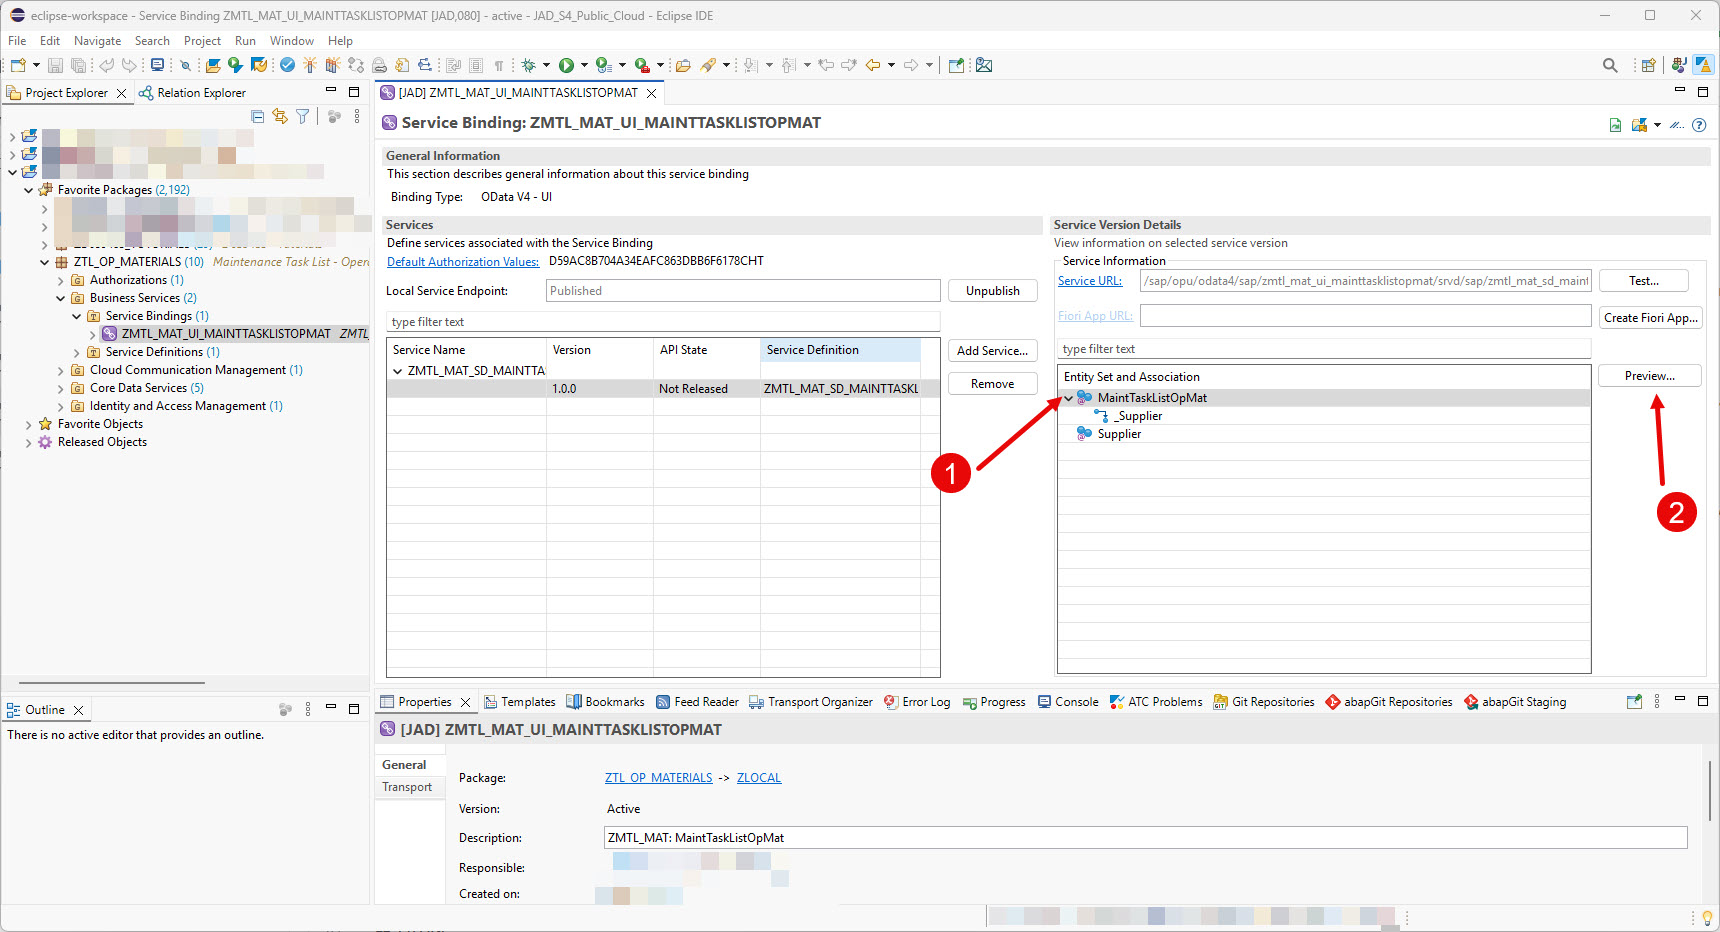 eclipse-workspace - Service Binding ZMTL_MAT_UI_MAINTTASKLISTOPMAT [JAD,080] - active - JAD_S4_Public_Cloud - Eclipse IDE
File Edit Navigate Search Project Run Window Help
Project Explorer
Relation Explorer
Favorite Packages (2,192)
ZTL_OP_MATERIALS (10) Maintenance Task List - Oper
Authorizations (1)
Business Services (2)
Service Bindings (1)
ZMTL_MAT_UI_MAINTTASKLISTOPMAT ZMTL
Service Definitions (1)
Cloud Communication Management (1)
Core Data Services (5)
Identity and Access Management (1)
Favorite Objects
Released Objects
Outline
There is no active editor that provides an outline.
[JAD] ZMTL_MAT_UI_MAINTTASKLISTOPMAT
Service Binding: ZMTL_MAT_UI_MAINTTASKLISTOPMAT
General Information
This section describes general information about this service binding
Binding Type: OData V4 - UI
Services
Define services associated with the Service Binding
Default Authorization Values: D59AC8B704A34EAFC863DBB6F6178CHT
Local Service Endpoint: Published Unpublish
type filter text
Service Name Version API State Service Definition
ZMTL_MAT_SD_MAINTTA
1.0.0 Not Released ZMTL_MAT_SD_MAINTTASKL
Add Service...
Remove
Service Version Details
View information on selected service version
Service Information
Service URL: /sap/opu/odata4/sap/zmtl_mat_ui_mainttasklistopmat/srvd/sap/zmtl_mat_sd_maint Test...
Fiori App URL: Create Fiori App...
type filter text
Entity Set and Association
Preview...
MaintTaskListOpMat
_Supplier
Supplier
1
2
Properties Templates Bookmarks Feed Reader Transport Organizer Error Log Progress Console ATC Problems Git Repositories abapGit Repositories abapGit Staging
[JAD] ZMTL_MAT_UI_MAINTTASKLISTOPMAT
General
Transport
Package: ZTL_OP_MATERIALS -> ZLOCAL
Version: Active
Description: ZMTL_MAT: MaintTaskListOpMat
Responsible:
Created on: